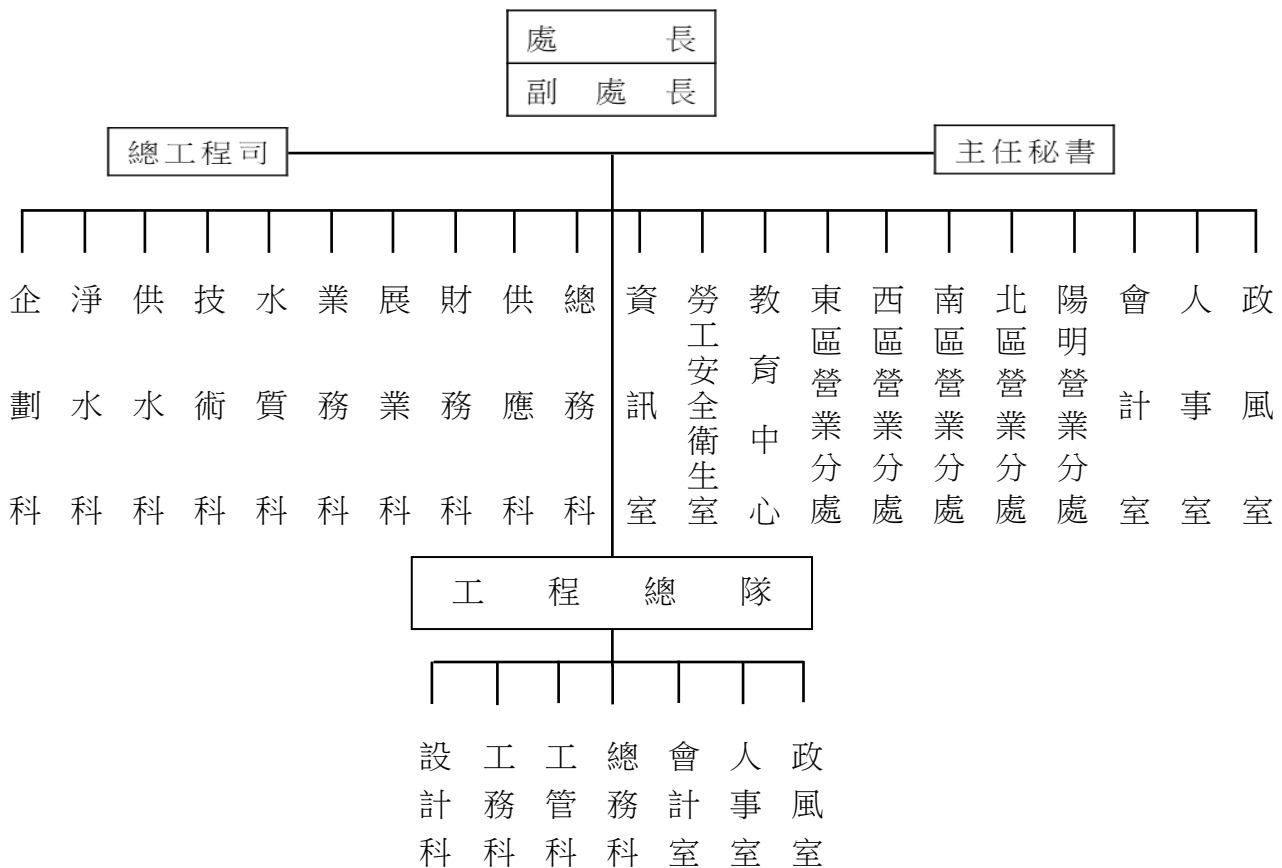 處長
副處長
總工程司
主任秘書
企劃科
淨水科
供水科
技術科
水質科
業務科
展業科
財務科
供應科
總務科
資訊室
勞工安全衛生室
教育中心
東區營業分處
西區營業分處
南區營業分處
北區營業分處
陽明營業分處
會計室
人事室
政風室
工程總隊
設計科
工務科
工管科
總務科
會計室
人事室
政風室